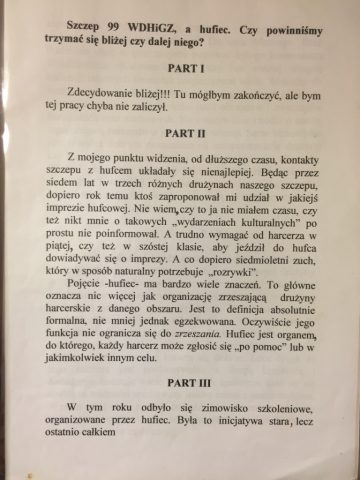 Szczep 99 WDHiGZ, a hufiec. Czy powinniśmy
trzymać się bliżej czy dalej niego?
PART I
Zdecydowanie bliżej!!! Tu mógłbym zakończyć, ale bym
tej pracy chyba nie zaliczył.
PART II
Z mojego punktu widzenia, od dłuższego czasu, kontakty
szczepu z hufcem układały się nienajlepiej. Będąc przez
siedem lat w trzech różnych drużynach naszego szczepu,
dopiero rok temu ktoś zaproponował mi udział w jakiejś
imprezie hufcowej. Nie wiem, czy to ja nie miałem czasu, czy
też nikt mnie o takowych „wydarzeniach kulturalnych” po
prostu nie poinformował. A trudno wymagać od harcerza w
piątej, czy też w szóstej klasie, aby jeździł do hufca
dowiadywać się o imprezy. A co dopiero siedmioletni zuch,
który w sposób naturalny potrzebuje „rozrywki”.
Pojęcie -hufiec- ma bardzo wiele znaczeń. To główne
oznacza nie więcej jak organizację zrzeszającą drużyny
harcerskie z danego obszaru. Jest to definicja absolutnie
formalna, nie mniej jednak egzekwowana. Oczywiście jego
funkcja nie ogranicza się do zrzeszania. Hufiec jest organem,
do którego, każdy harcerz może zgłosić się „po pomoc” lub w
jakimkolwiek innym celu.
PART III
W tym roku odbyło się zimowisko szkoleniowe,
organizowane przez hufiec. Była to inicjatywa stara, lecz
ostatnio całkiem